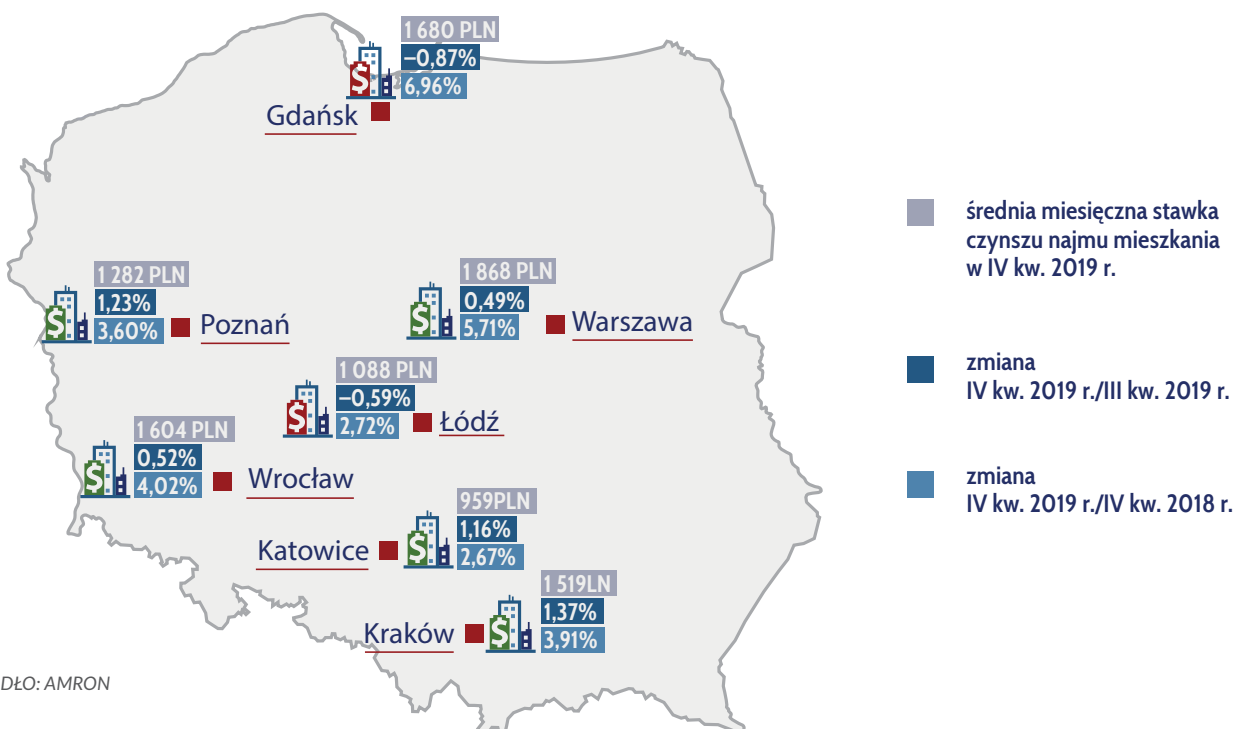 1 680 PLN
–0,87%
6,96%
Gdańsk
1 282 PLN
1,23%
3,60%
Poznań
1 868 PLN
0,49%
5,71%
Warszawa
1 088 PLN
–0,59%
2,72%
Łódź
1 604 PLN
0,52%
4,02%
Wrocław
959PLN
1,16%
2,67%
Katowice
1 519LN
1,37%
3,91%
Kraków
DŁO: AMRON
średnia miesięczna stawka
czynszu najmu mieszkania
w IV kw. 2019 r.
zmiana
IV kw. 2019 r./III kw. 2019 r.
zmiana
IV kw. 2019 r./IV kw. 2018 r.